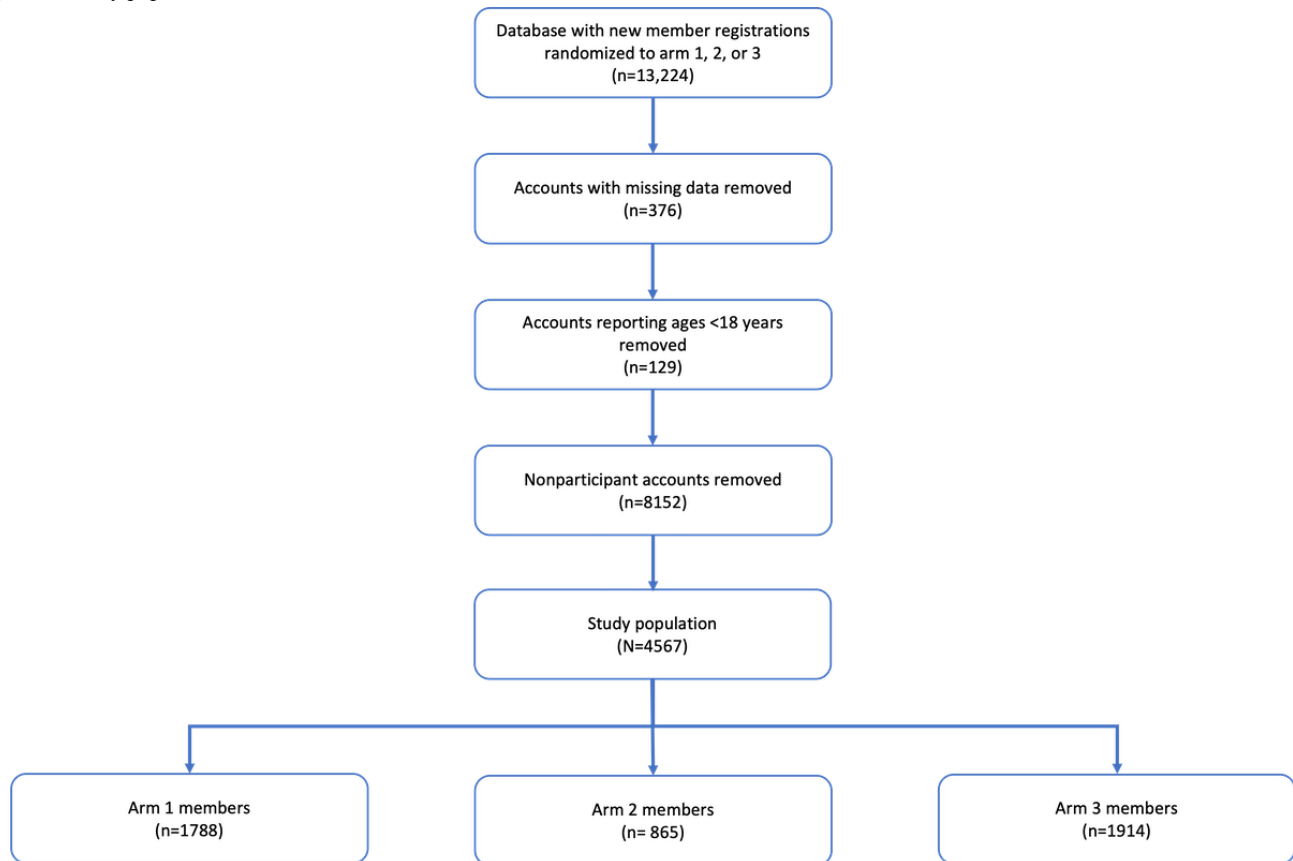 Database with new member registrations
randomized to arm 1, 2, or 3
(n=13,224)
Accounts with missing data removed
(n=376)
Accounts reporting ages <18 years
removed
(n=129)
Nonparticipant accounts removed
(n=8152)
Study population
(N=4567)
Arm 1 members
(n=1788)
Arm 2 members
(n= 865)
Arm 3 members
(n=1914)